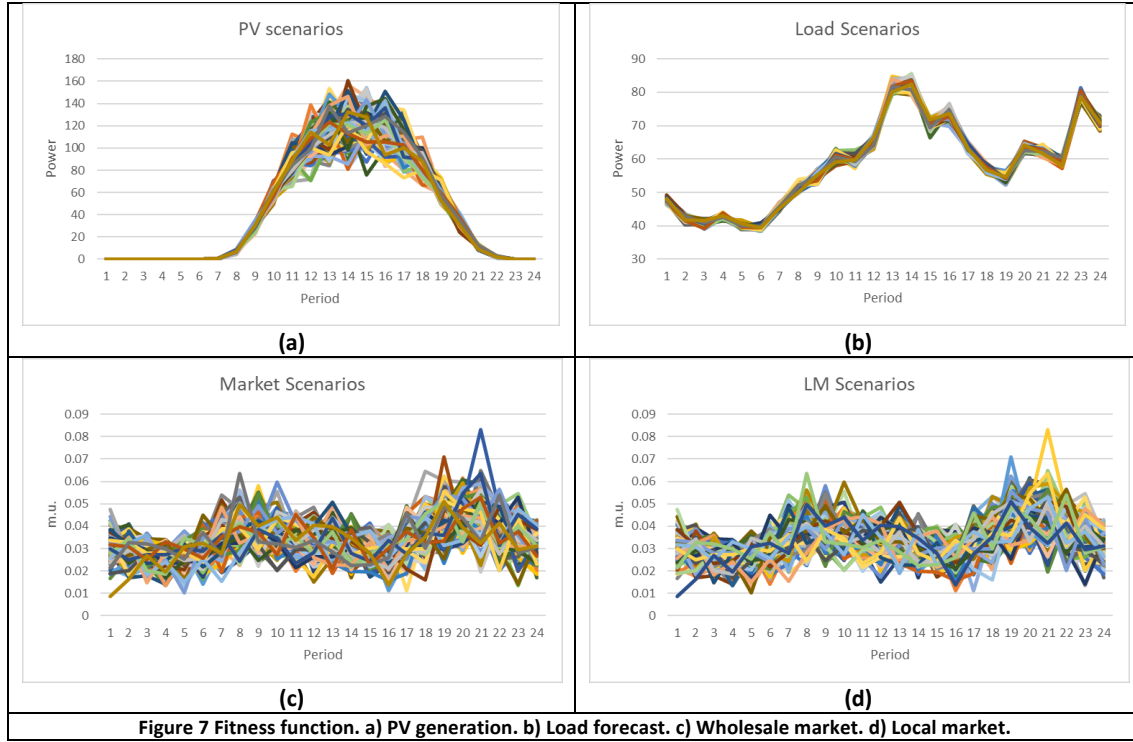 PV scenarios
180
160
140
120
100
80
60
40
20
0
Power
1 2 3 4 5 6 7 8 9 10 11 12 13 14 15 16 17 18 19 20 21 22 23 24
Period
(a)
Load Scenarios
90
80
70
60
50
40
30
Power
1 2 3 4 5 6 7 8 9 10 11 12 13 14 15 16 17 18 19 20 21 22 23 24
Period
(b)
Market Scenarios
0.09
0.08
0.07
0.06
0.05
0.04
0.03
0.02
0.01
0
m.u.
1 2 3 4 5 6 7 8 9 10 11 12 13 14 15 16 17 18 19 20 21 22 23 24
Period
(c)
LM Scenarios
0.09
0.08
0.07
0.06
0.05
0.04
0.03
0.02
0.01
0
m.u.
1 2 3 4 5 6 7 8 9 10 11 12 13 14 15 16 17 18 19 20 21 22 23 24
Period
(d)
Figure 7 Fitness function. a) PV generation. b) Load forecast. c) Wholesale market. d) Local market.